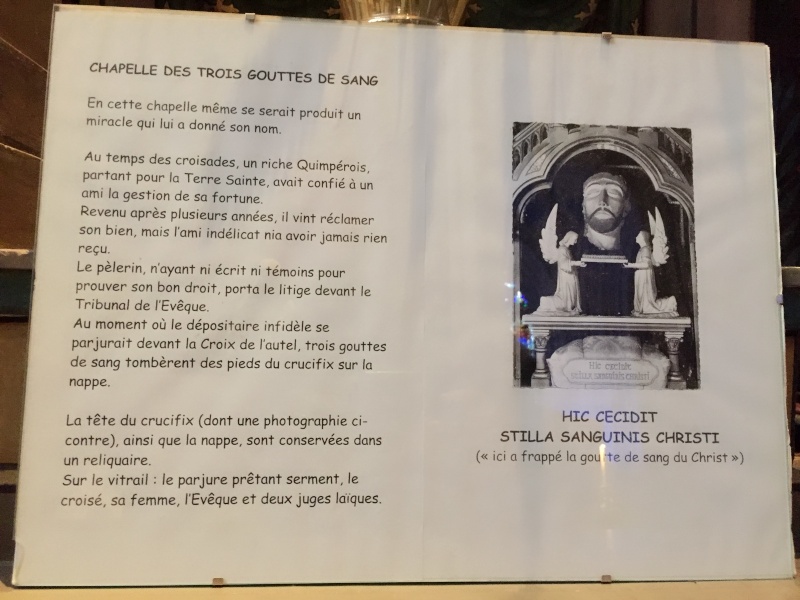 CHAPELLE DES TROIS GOUTTES DE SANG
En cette chapelle même se serait produit un
miracle qui lui a donné son nom.
Au temps des croisades, un riche Quimpérois,
partant pour la Terre Sainte, avait confié à un
ami la gestion de sa fortune.
Revenu après plusieurs années, il vint réclamer
son bien, mais l'ami indélicat nia avoir jamais rien
reçu.
Le pèlerin, n'ayant ni écrit ni témoins pour
prouver son bon droit, porta le litige devant le
Tribunal de l'Evêque.
Au moment où le dépositaire infidèle se
parjurait devant la Croix de l'autel, trois gouttes
de sang tombèrent des pieds du crucifix sur la
nappe.
La tête du crucifix (dont une photographie ci-
contre), ainsi que la nappe, sont conservées dans
un reliquaire.
Sur le vitrail : le parjure prêtant serment, le
croisé, sa femme, l'Evêque et deux juges laïques.
Hic cecidit
stilla sanguinis christi
HIC CECIDIT
STILLA SANGUINIS CHRISTI
(« ici a frappé la goutte de sang du Christ »)